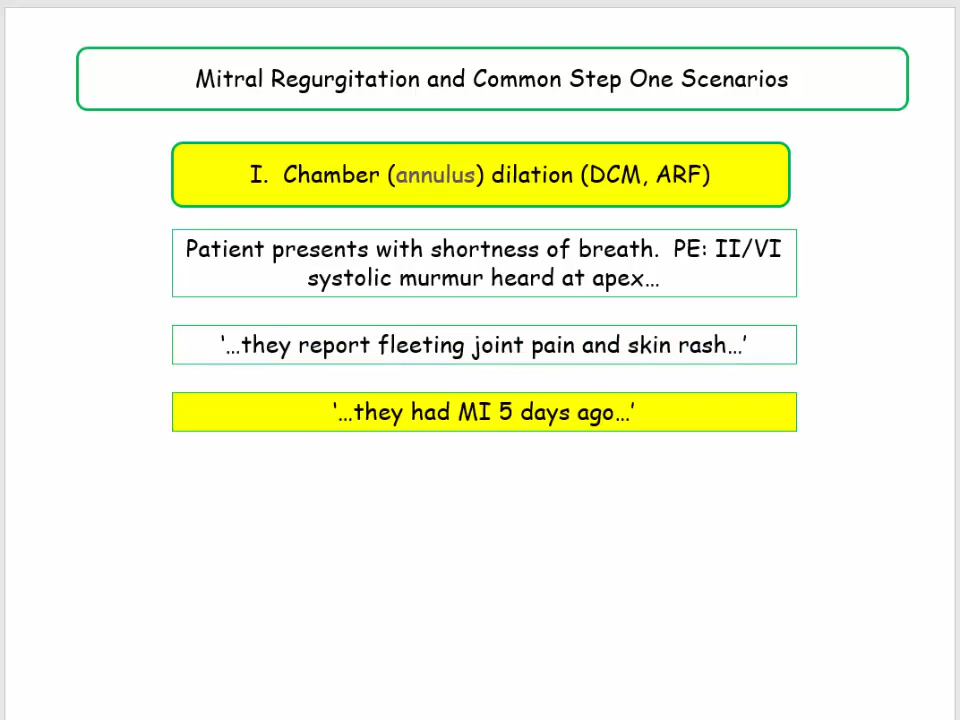 Mitral Regurgitation and Common Step One Scenarios
I. Chamber (annulus) dilation (DCM, ARF)
Patient presents with shortness of breath. PE: II/VI
systolic murmur heard at apex…
‘…they report fleeting joint pain and skin rash…’
‘…they had MI 5 days ago…’